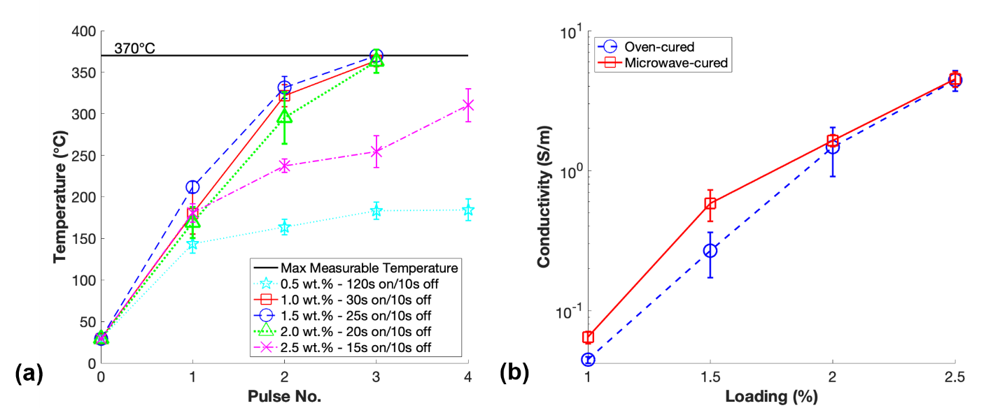 400
350
300
250
200
150
100
50
0
Temperature (°C)
370°C
Max Measurable Temperature
0.5 wt.% - 120s on/10s off
1.0 wt.% - 30s on/10s off
1.5 wt.% - 25s on/10s off
2.0 wt.% - 20s on/10s off
2.5 wt.% - 15s on/10s off
0 1 2 3 4
Pulse No.
(a)
10¹
10⁰
10⁻¹
Conductivity (S/m)
Oven-cured
Microwave-cured
1 1.5 2 2.5
Loading (%)
(b)